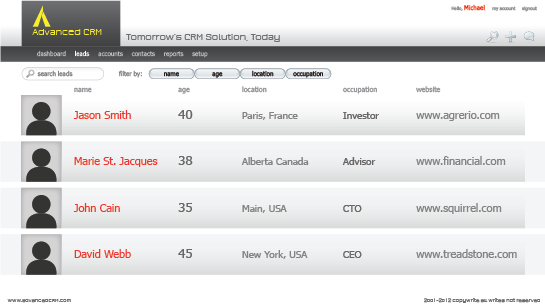 Hello, Michael my account signout
Advanced CRM
Tomorrow's CRM Solution, Today
dashboard leads accounts contacts reports setup
search leads filter by: name age location occupation
name age location occupation website
Jason Smith 40 Paris, France Investor www.agrerio.com
Marie St. Jacques 38 Alberta Canada Advisor www.financial.com
John Cain 35 Main, USA CTO www.squirrel.com
David Webb 45 New York, USA CEO www.treadstone.com
www.advancedcrm.com 2001-2012 copywrite as writes not reserved